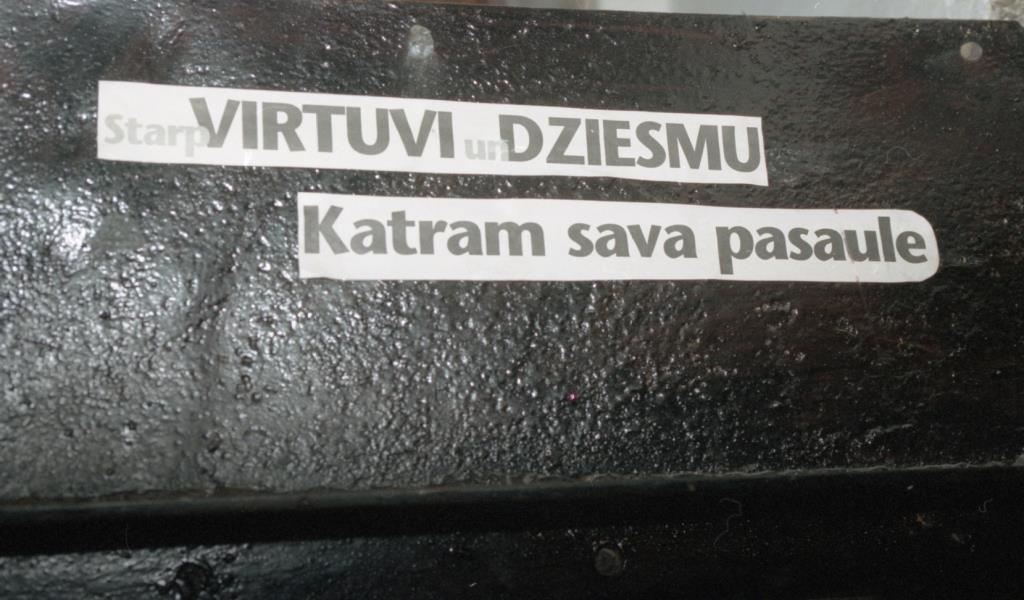 Starp VIRTUVI un DZIESMU
Katram sava pasaule